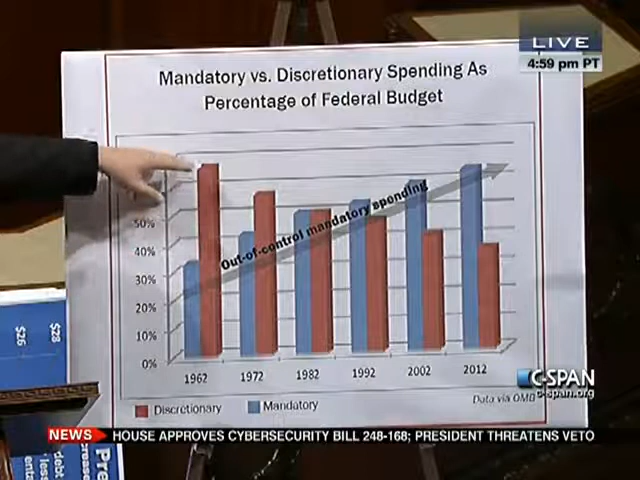 LIVE
4:59 pm PT
Mandatory vs. Discretionary Spending As
Percentage of Federal Budget
50%
40%
30%
20%
10%
0%
Out-of-control mandatory spending
1962
1972
1982
1992
2002
2012
Discretionary
Mandatory
Data via OMB
C-SPAN
c-span.org
$26
$28
NEWS
HOUSE APPROVES CYBERSECURITY BILL 248-168; PRESIDENT THREATENS VETO